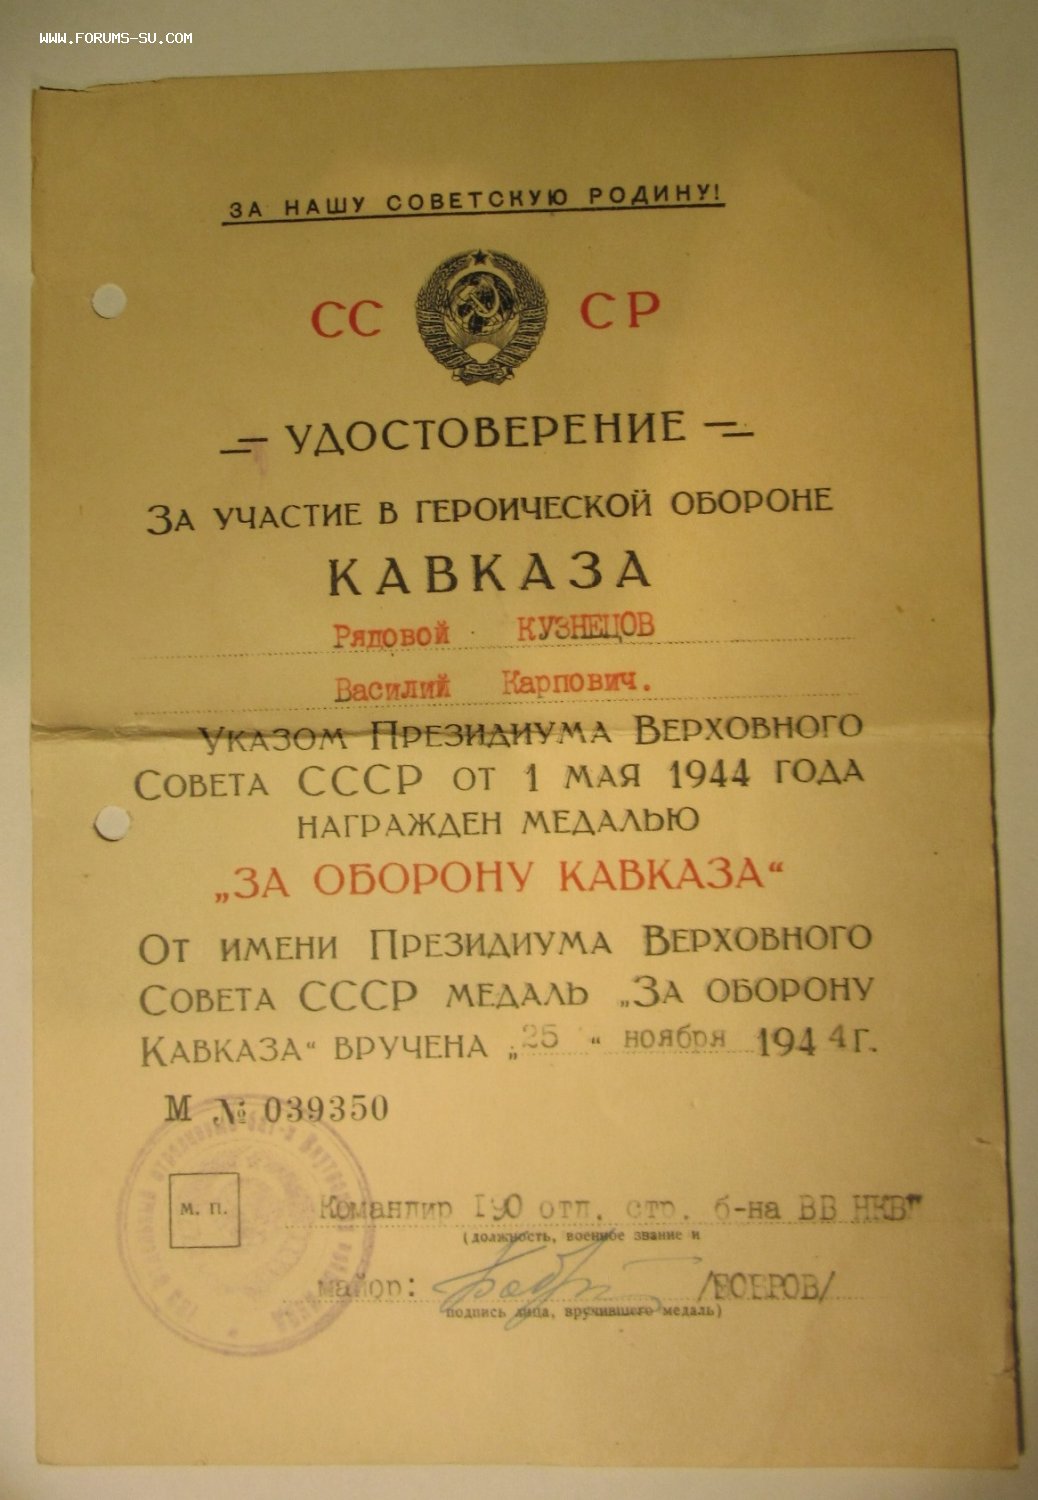 WWW.FORUMS-SU.COM
ЗА НАШУ СОВЕТСКУЮ РОДИНУ!
СС СР
УДОСТОВЕРЕНИЕ
ЗА УЧАСТИЕ В ГЕРОИЧЕСКОЙ ОБОРОНЕ
КАВКАЗА
Рядовой КУЗНЕЦОВ
Василий Карпович.
УКАЗОМ ПРЕЗИДИУМА ВЕРХОВНОГО
СОВЕТА СССР ОТ 1 МАЯ 1944 ГОДА
НАГРАЖДЕН МЕДАЛЬЮ
„ЗА ОБОРОНУ КАВКАЗА“
ОТ ИМЕНИ ПРЕЗИДИУМА ВЕРХОВНОГО
СОВЕТА СССР МЕДАЛЬ „ЗА ОБОРОНУ
КАВКАЗА“ ВРУЧЕНА „25“ ноября 1944 Г.
М № 039350
М. П.
Командир 190 отл. стр. б-на ВВ НКВ"
(должность, военное звание и
майор: /БОБРОВ/
подпись лица, вручившего медаль)